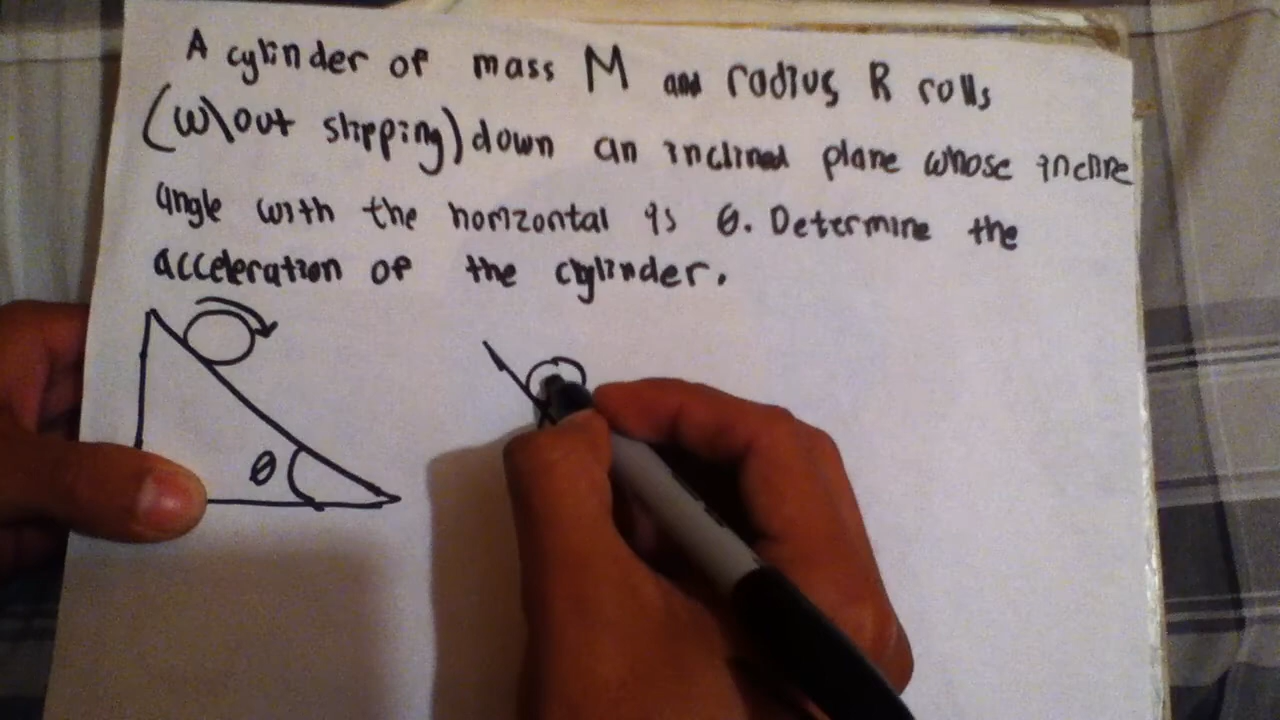 A cylinder of mass M and radius R rolls
(w\out slipping) down an inclined plane whose incline
angle with the horizontal is θ. Determine the
acceleration of the cylinder.
θ